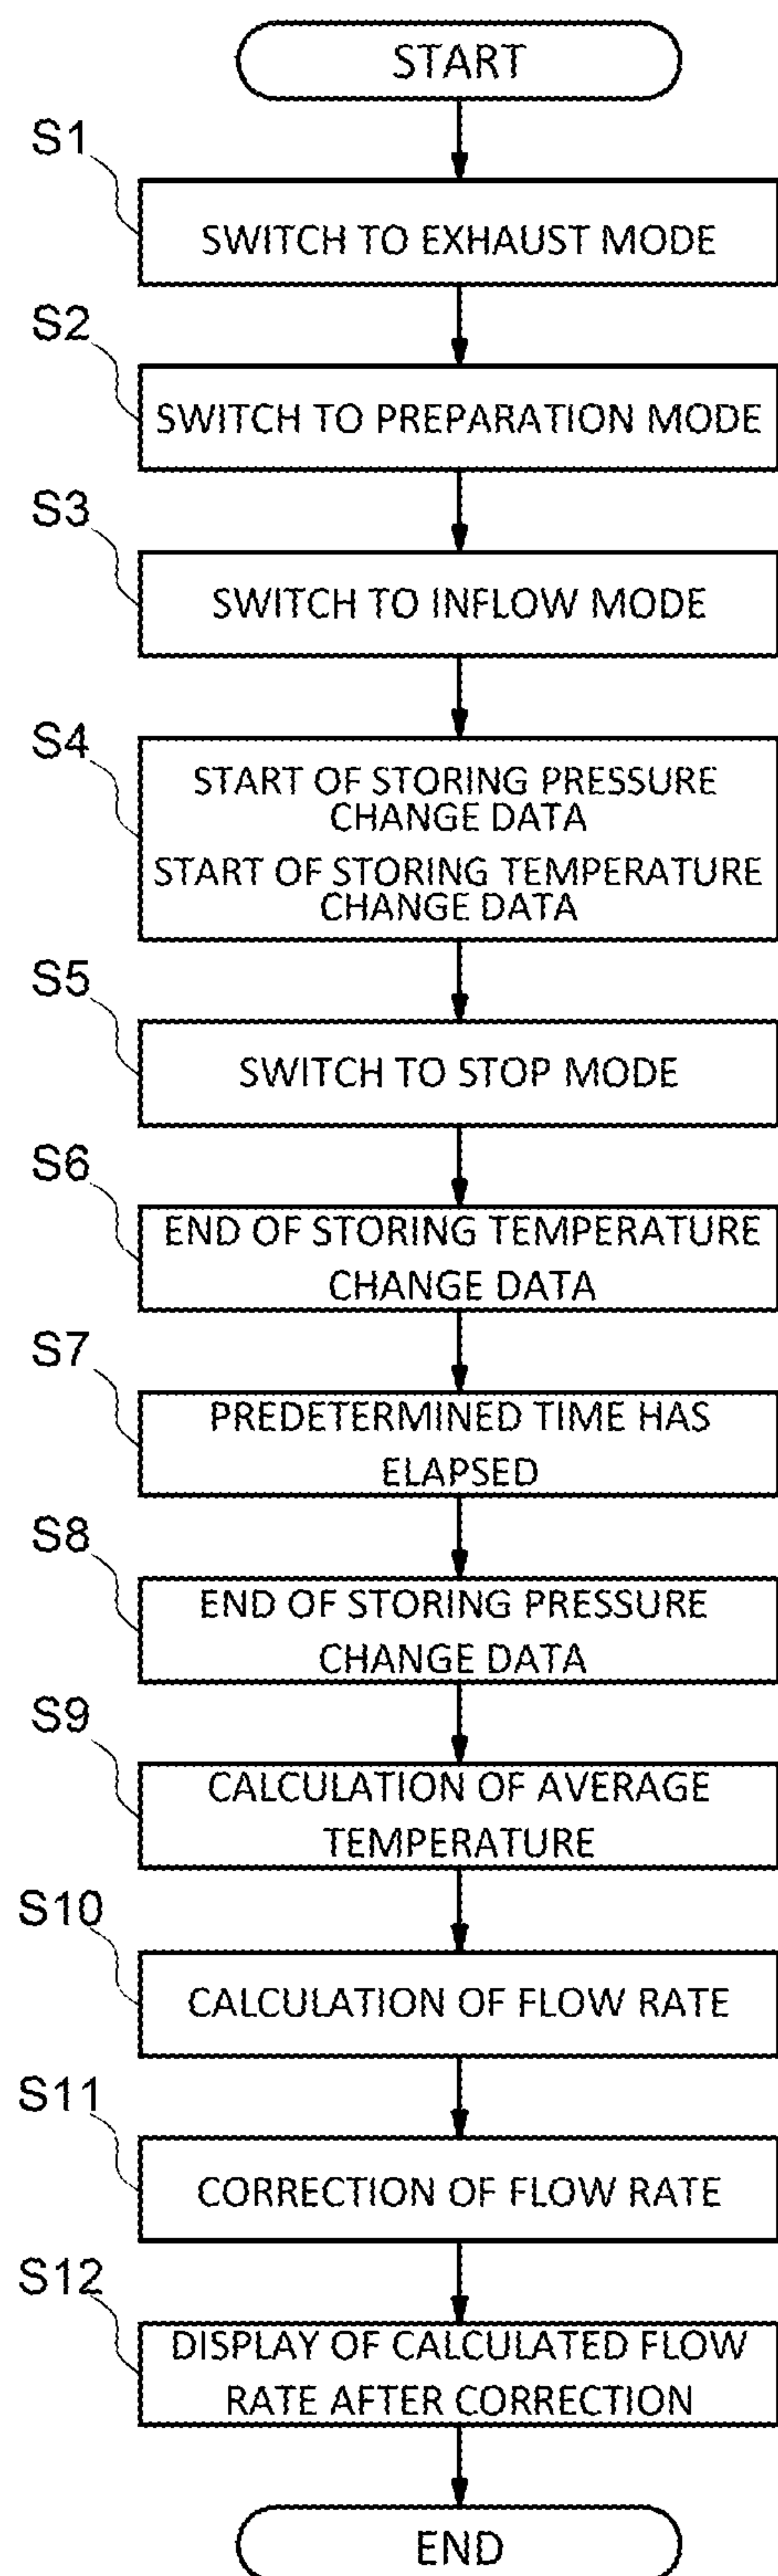 START
S1
SWITCH TO EXHAUST MODE
S2
SWITCH TO PREPARATION MODE
S3
SWITCH TO INFLOW MODE
S4
START OF STORING PRESSURE
CHANGE DATA
START OF STORING TEMPERATURE
CHANGE DATA
S5
SWITCH TO STOP MODE
S6
END OF STORING TEMPERATURE
CHANGE DATA
S7
PREDETERMINED TIME HAS
ELAPSED
S8
END OF STORING PRESSURE
CHANGE DATA
S9
CALCULATION OF AVERAGE
TEMPERATURE
S10
CALCULATION OF FLOW RATE
S11
CORRECTION OF FLOW RATE
S12
DISPLAY OF CALCULATED FLOW
RATE AFTER CORRECTION
END